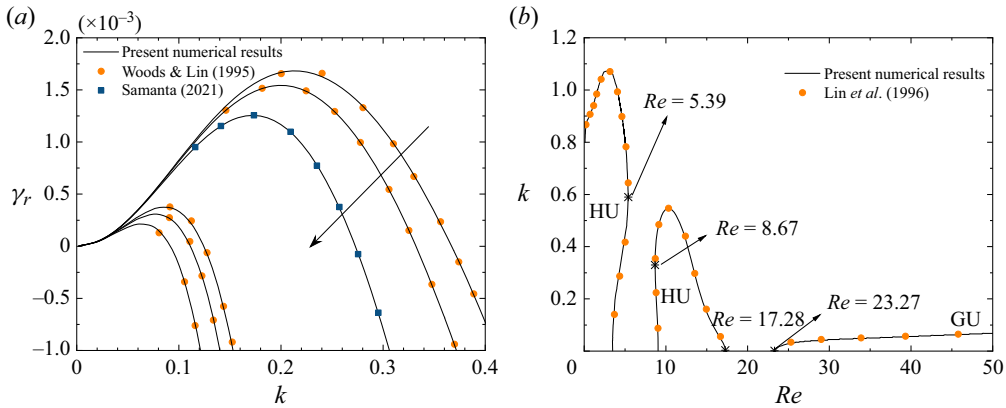 (a)
(×10⁻³)
2.0
1.5
1.0
0.5
0
−0.5
−1.0
γᵣ
Present numerical results
Woods & Lin (1995)
Samanta (2021)
0 0.1 0.2 0.3 0.4
k
(b)
1.2
1.0
0.8
0.6
0.4
0.2
0
k
Present numerical results
Lin et al. (1996)
Re = 5.39
HU
Re = 8.67
HU
Re = 17.28
Re = 23.27
GU
10 20 30 40 50
Re